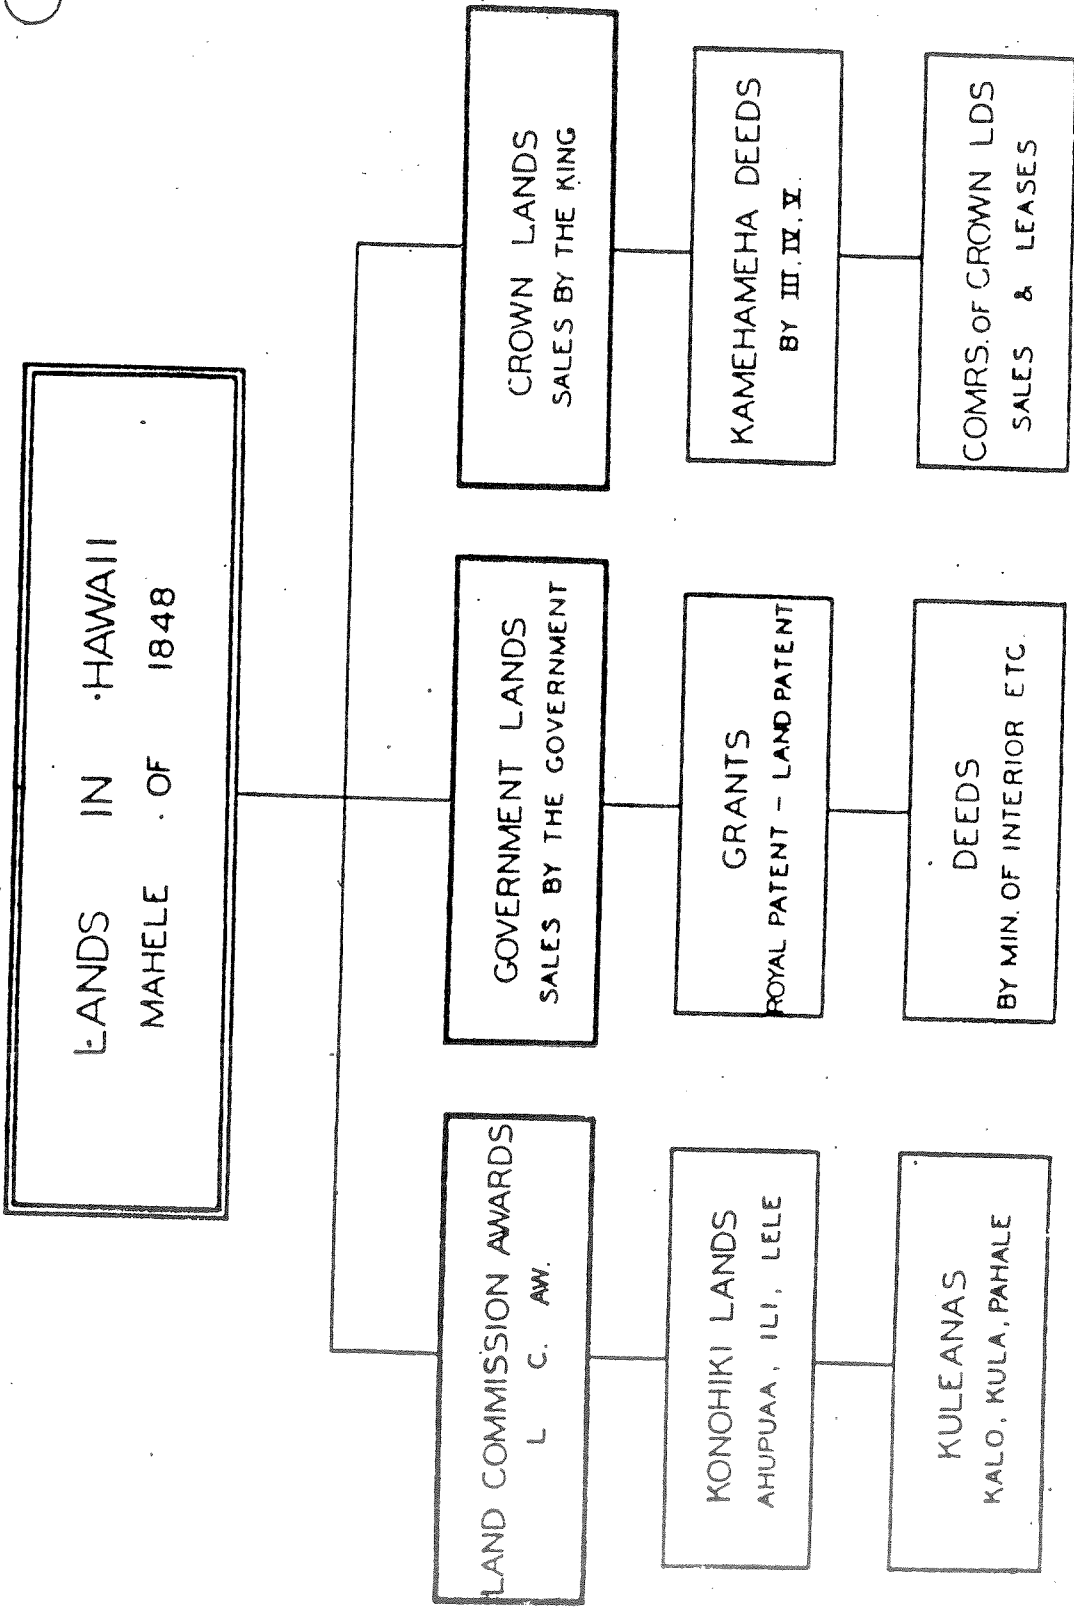 LANDS IN HAWAII
MAHELE OF 1848
LAND COMMISSION AWARDS
L C. AW.
KONOHIKI LANDS
AHUPUAA, ILI, LELE
KULEANAS
KALO, KULA, PAHALE
GOVERNMENT LANDS
SALES BY THE GOVERNMENT
GRANTS
ROYAL PATENT - LAND PATENT
DEEDS
BY MIN. OF INTERIOR ETC.
CROWN LANDS
SALES BY THE KING
KAMEHAMEHA DEEDS
BY III, IV, V.
COMRS. OF CROWN LDS
SALES & LEASES